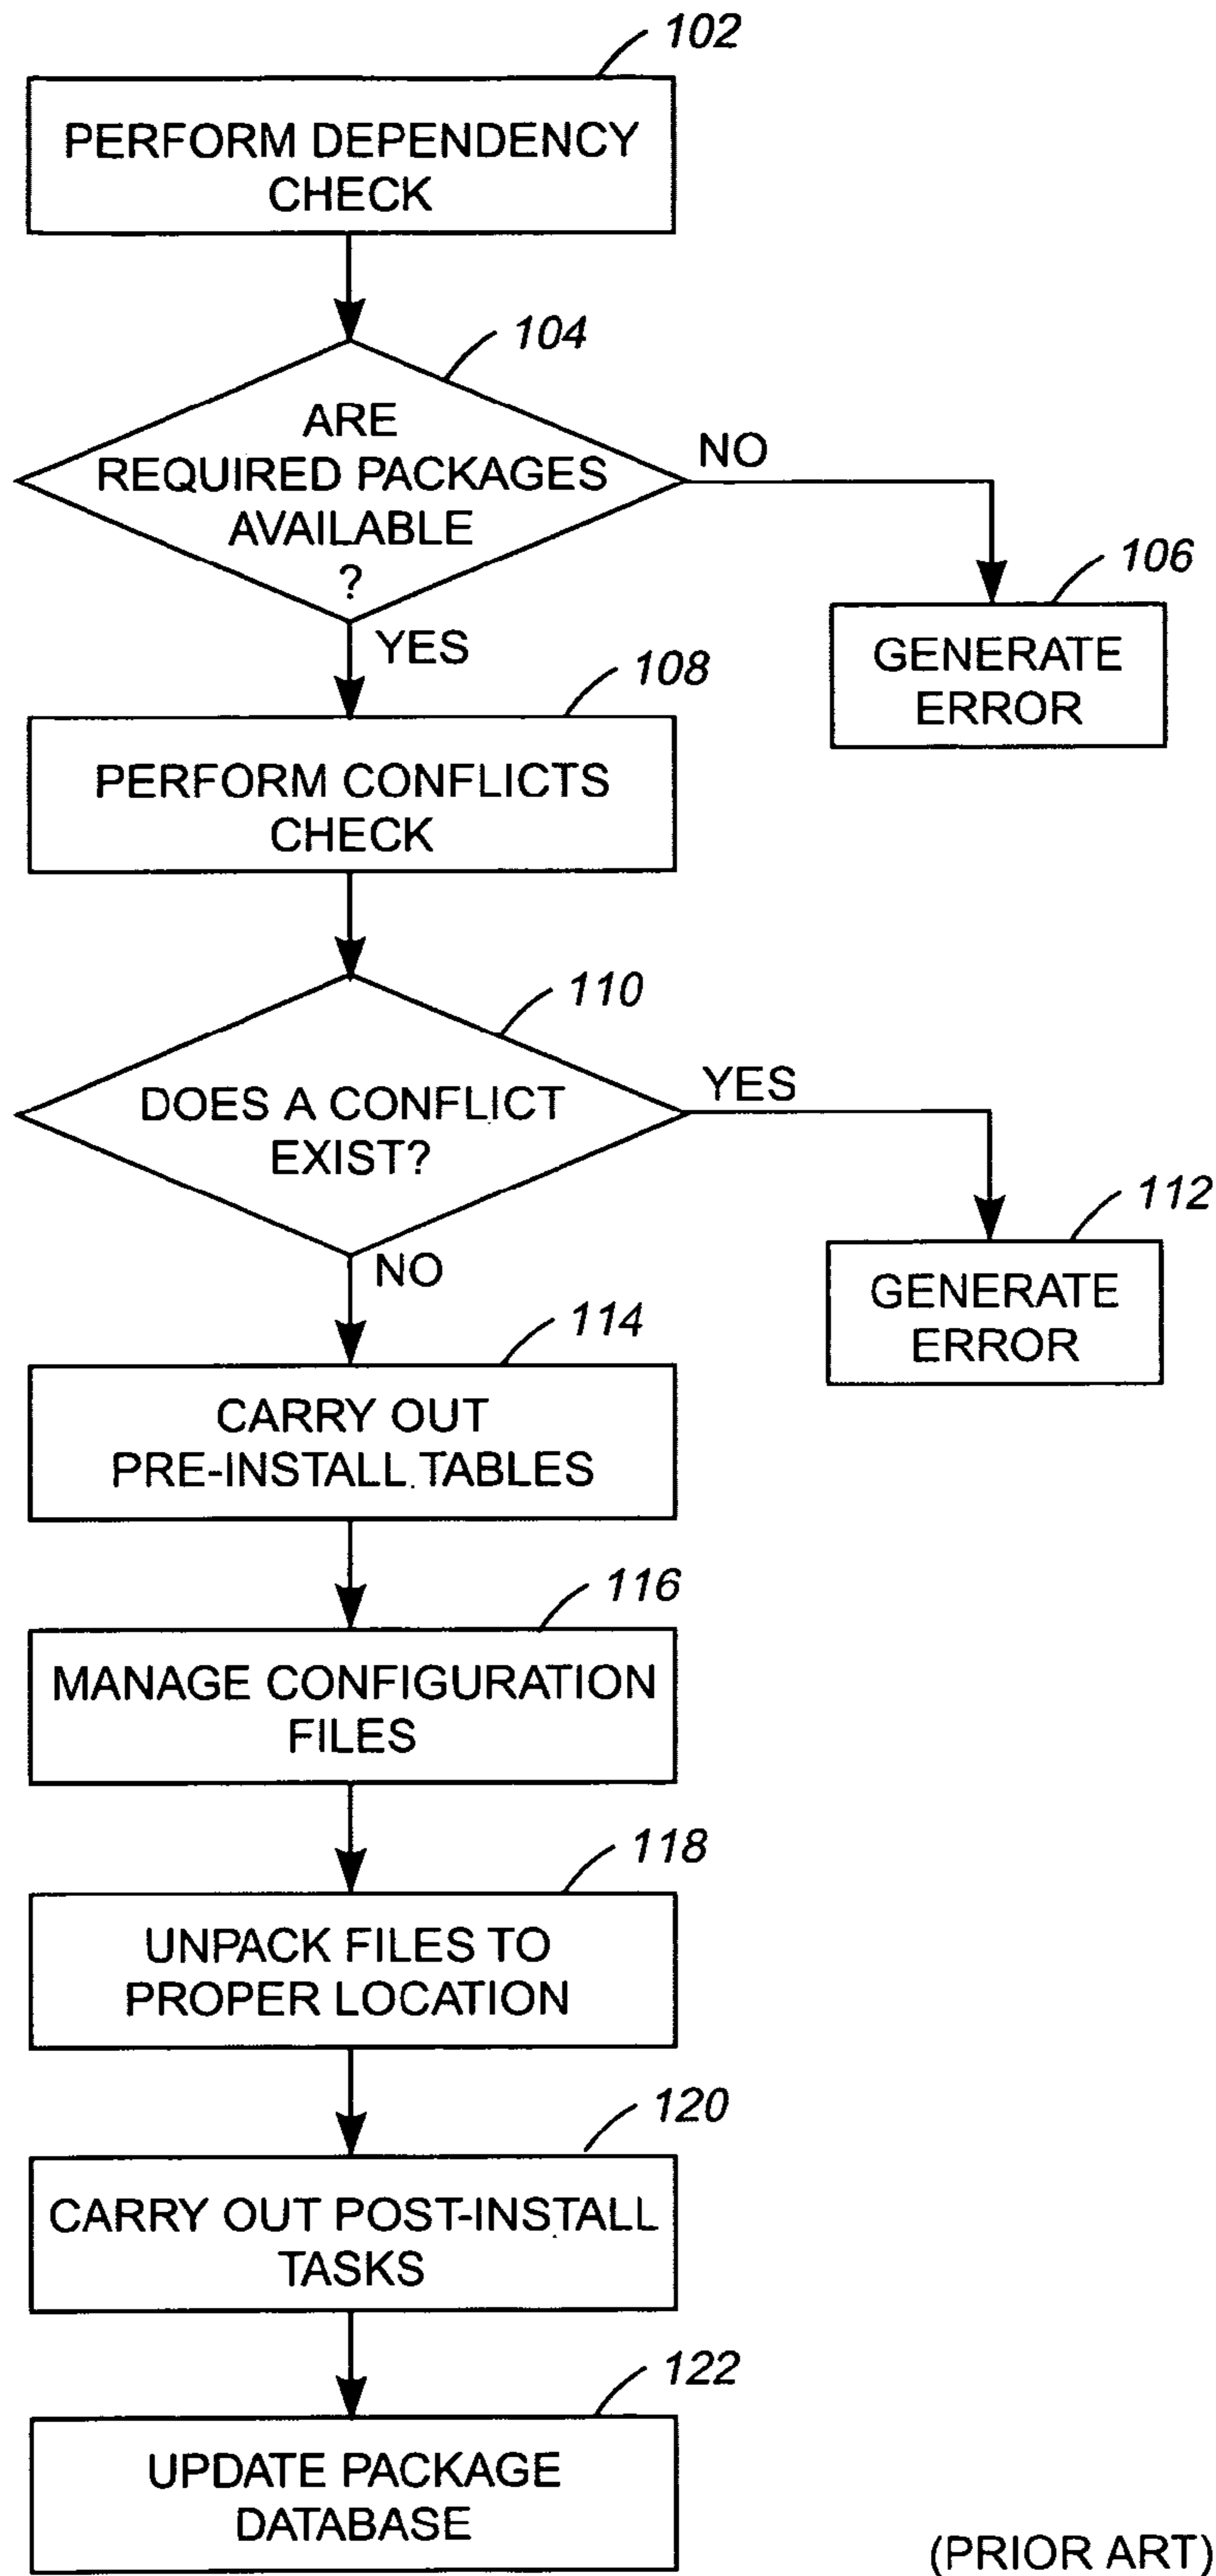 102
PERFORM DEPENDENCY
CHECK
104
ARE
REQUIRED PACKAGES
AVAILABLE
?
NO
YES
106
GENERATE
ERROR
108
PERFORM CONFLICTS
CHECK
110
DOES A CONFLICT
EXIST?
YES
NO
112
GENERATE
ERROR
114
CARRY OUT
PRE-INSTALL TABLES
116
MANAGE CONFIGURATION
FILES
118
UNPACK FILES TO
PROPER LOCATION
120
CARRY OUT POST-INSTALL
TASKS
122
UPDATE PACKAGE
DATABASE
(PRIOR ART)